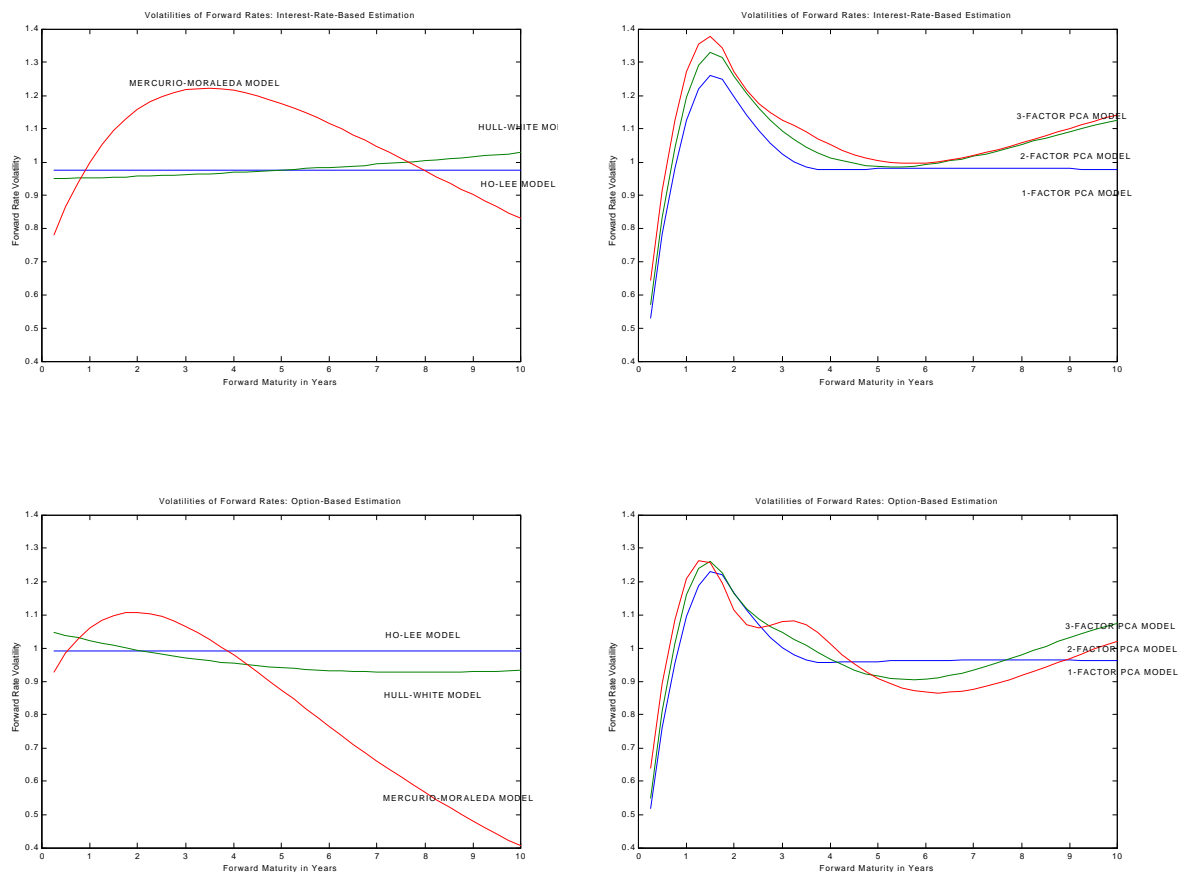 Volatilities of Forward Rates: Interest-Rate-Based Estimation
1.4
1.3
1.2
1.1
1
0.9
0.8
0.7
0.6
0.5
0.4
Forward Rate Volatility
MERCURIO-MORALEDA MODEL
HULL-WHITE MO
HO-LEE MODEL
0 1 2 3 4 5 6 7 8 9 10
Forward Maturity in Years
Volatilities of Forward Rates: Interest-Rate-Based Estimation
1.4
1.3
1.2
1.1
1
0.9
0.8
0.7
0.6
0.5
0.4
Forward Rate Volatility
3-FACTOR PCA MODEL
2-FACTOR PCA MODEL
1-FACTOR PCA MODEL
0 1 2 3 4 5 6 7 8 9 10
Forward Maturity in Years
Volatilities of Forward Rates: Option-Based Estimation
1.4
1.3
1.2
1.1
1
0.9
0.8
0.7
0.6
0.5
0.4
Forward Rate Volatility
HO-LEE MODEL
HULL-WHITE MODEL
MERCURIO-MORALEDA MODEL
0 1 2 3 4 5 6 7 8 9 10
Forward Maturity in Years
Volatilities of Forward Rates: Option-Based Estimation
1.4
1.3
1.2
1.1
1
0.9
0.8
0.7
0.6
0.5
0.4
Forward Rate Volatility
3-FACTOR PCA MODEL
2-FACTOR PCA MODEL
1-FACTOR PCA MODEL
0 1 2 3 4 5 6 7 8 9 10
Forward Maturity in Years